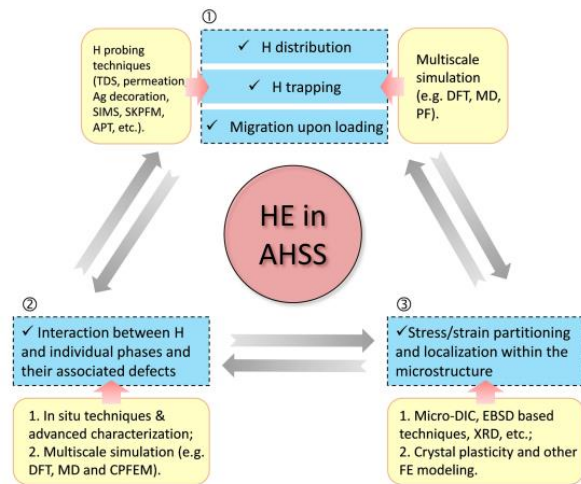 ①
H probing
techniques
(TDS, permeation
Ag decoration,
SIMS, SKPFM,
APT, etc.).
✓ H distribution
✓ H trapping
✓ Migration upon loading
Multiscale
simulation
(e.g. DFT, MD,
PF).
HE in
AHSS
②
✓ Interaction between H
and individual phases and
their associated defects
1. In situ techniques &
advanced characterization;
2. Multiscale simulation (e.g.
DFT, MD and CPFEM).
③
✓Stress/strain partitioning
and localization within the
microstructure
1. Micro-DIC, EBSD based
techniques, XRD, etc.;
2. Crystal plasticity and other
FE modeling.